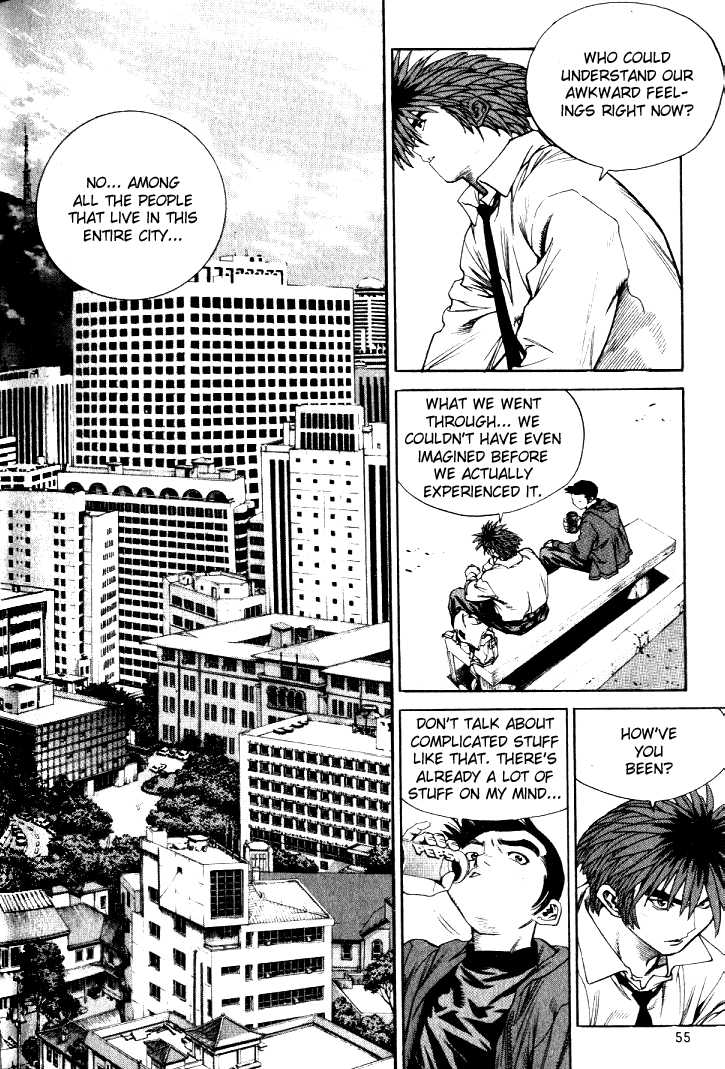 NO... AMONG
ALL THE PEOPLE
THAT LIVE IN THIS
ENTIRE CITY...
WHO COULD
UNDERSTAND OUR
AWKWARD FEEL-
INGS RIGHT NOW?
WHAT WE WENT
THROUGH... WE
COULDN'T HAVE EVEN
IMAGINED BEFORE
WE ACTUALLY
EXPERIENCED IT.
DON'T TALK ABOUT
COMPLICATED STUFF
LIKE THAT. THERE'S
ALREADY A LOT OF
STUFF ON MY MIND...
HOW'VE
YOU
BEEN?
55